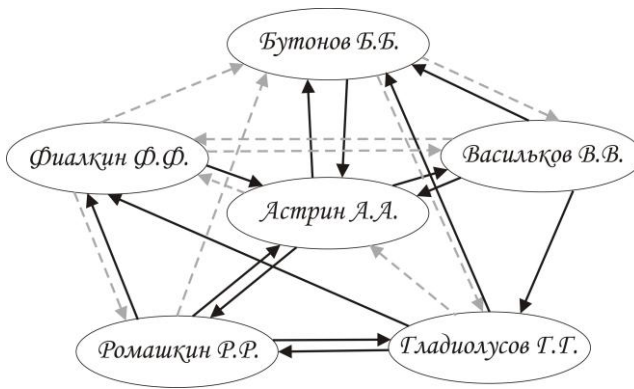 Бутонов Б.Б.
Фиалкин Ф.Ф.
Васильков В.В.
Астрин А.А.
Ромашкин Р.Р.
Гладиолусов Г.Г.